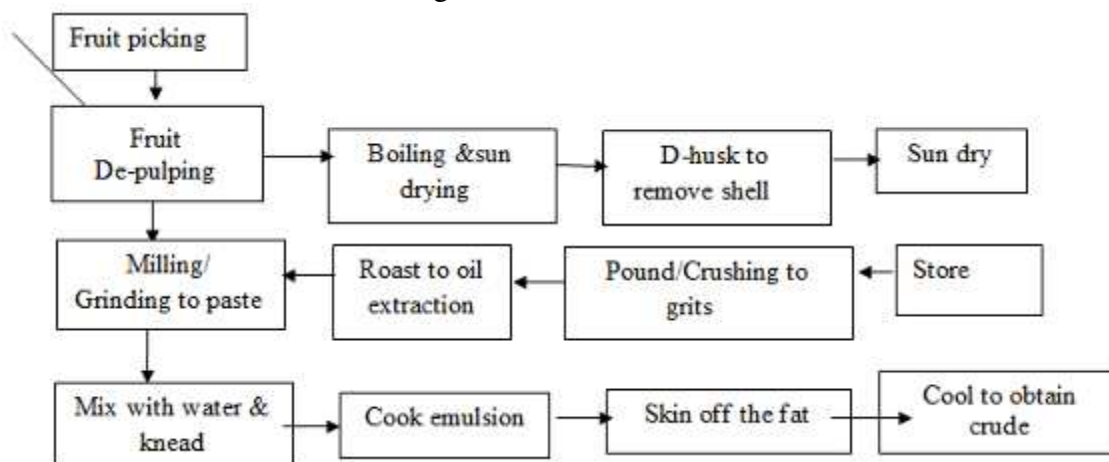 Fruit picking
Fruit
De-pulping
Boiling &sun
drying
D-husk to
remove shell
Sun dry
Milling/
Grinding to paste
Roast to oil
extraction
Pound/Crushing to
grits
Store
Mix with water &
knead
Cook emulsion
Skin off the fat
Cool to obtain
crude